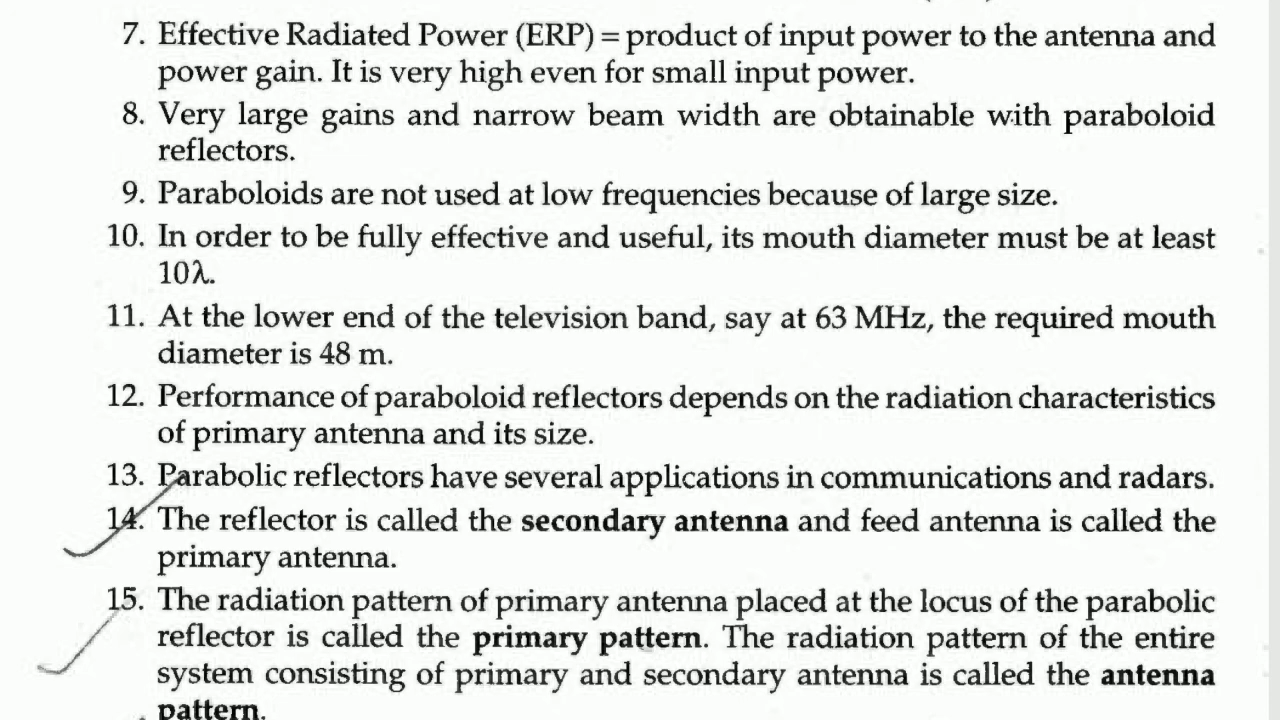 7. Effective Radiated Power (ERP) = product of input power to the antenna and
power gain. It is very high even for small input power.
8. Very large gains and narrow beam width are obtainable with paraboloid
reflectors.
9. Paraboloids are not used at low frequencies because of large size.
10. In order to be fully effective and useful, its mouth diameter must be at least
10λ.
11. At the lower end of the television band, say at 63 MHz, the required mouth
diameter is 48 m.
12. Performance of paraboloid reflectors depends on the radiation characteristics
of primary antenna and its size.
13. Parabolic reflectors have several applications in communications and radars.
14. The reflector is called the secondary antenna and feed antenna is called the
primary antenna.
15. The radiation pattern of primary antenna placed at the locus of the parabolic
reflector is called the primary pattern. The radiation pattern of the entire
system consisting of primary and secondary antenna is called the antenna
pattern.